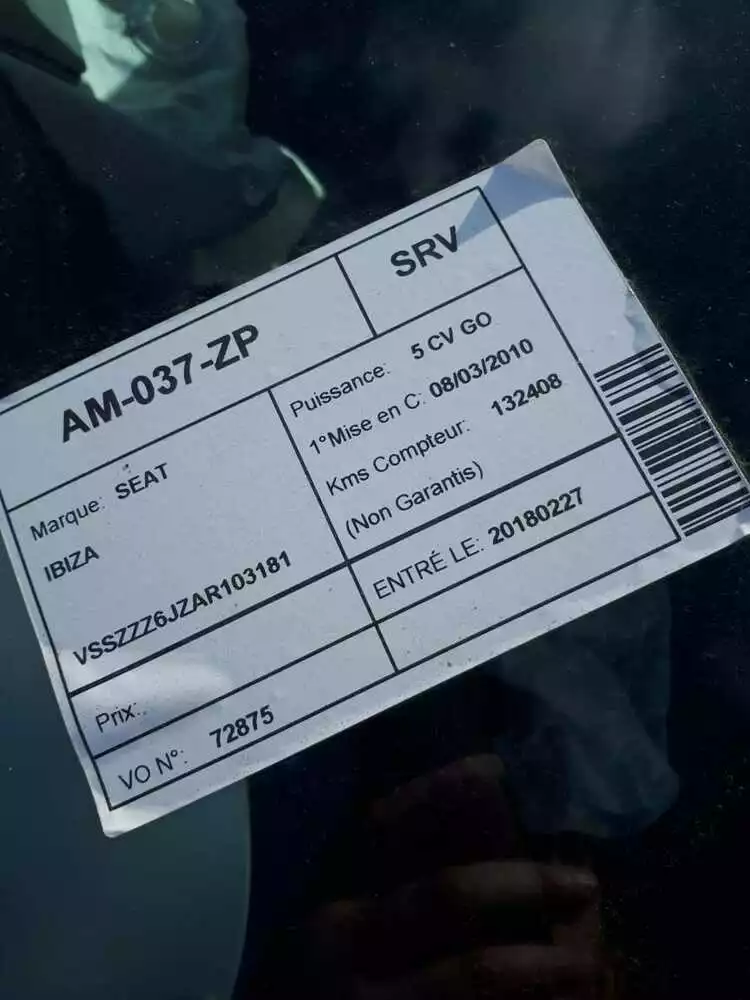 AM-037-ZP
SRV
Marque: SEAT
IBIZA
VSSZZZ6JZAR103181
Puissance: 5 CV GO
1°Mise en C: 08/03/2010
Kms Compteur: 132408
(Non Garantis)
ENTRÉ LE: 20180227
Prix:
VO N°: 72875